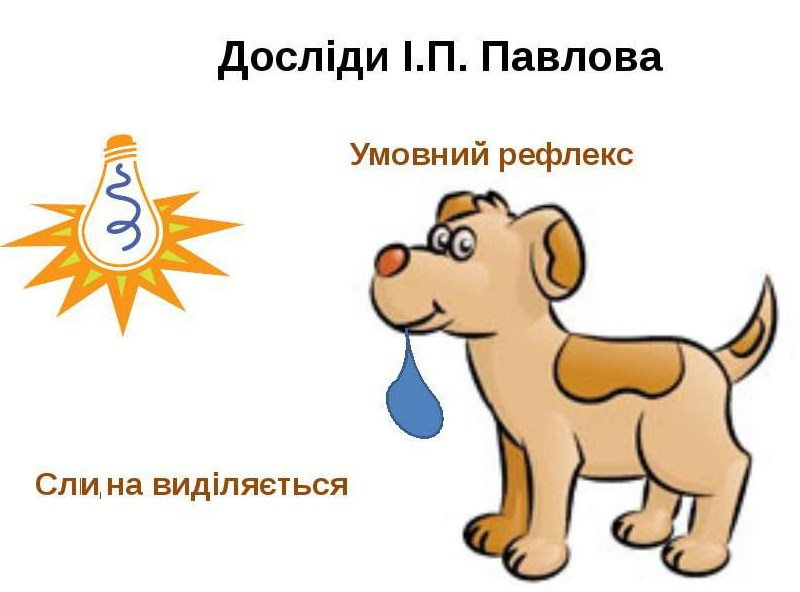 Досліди І.П. Павлова
Умовний рефлекс
Слина виділяється